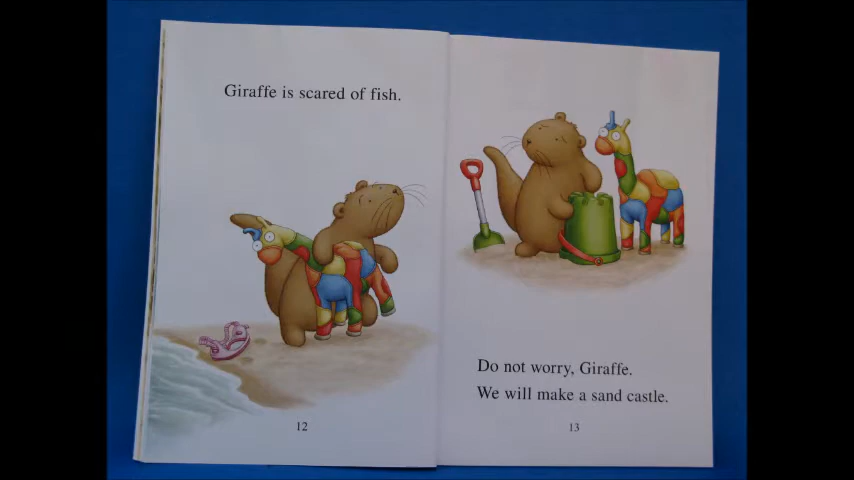 Giraffe is scared of fish.
12
Do not worry, Giraffe.
We will make a sand castle.
13